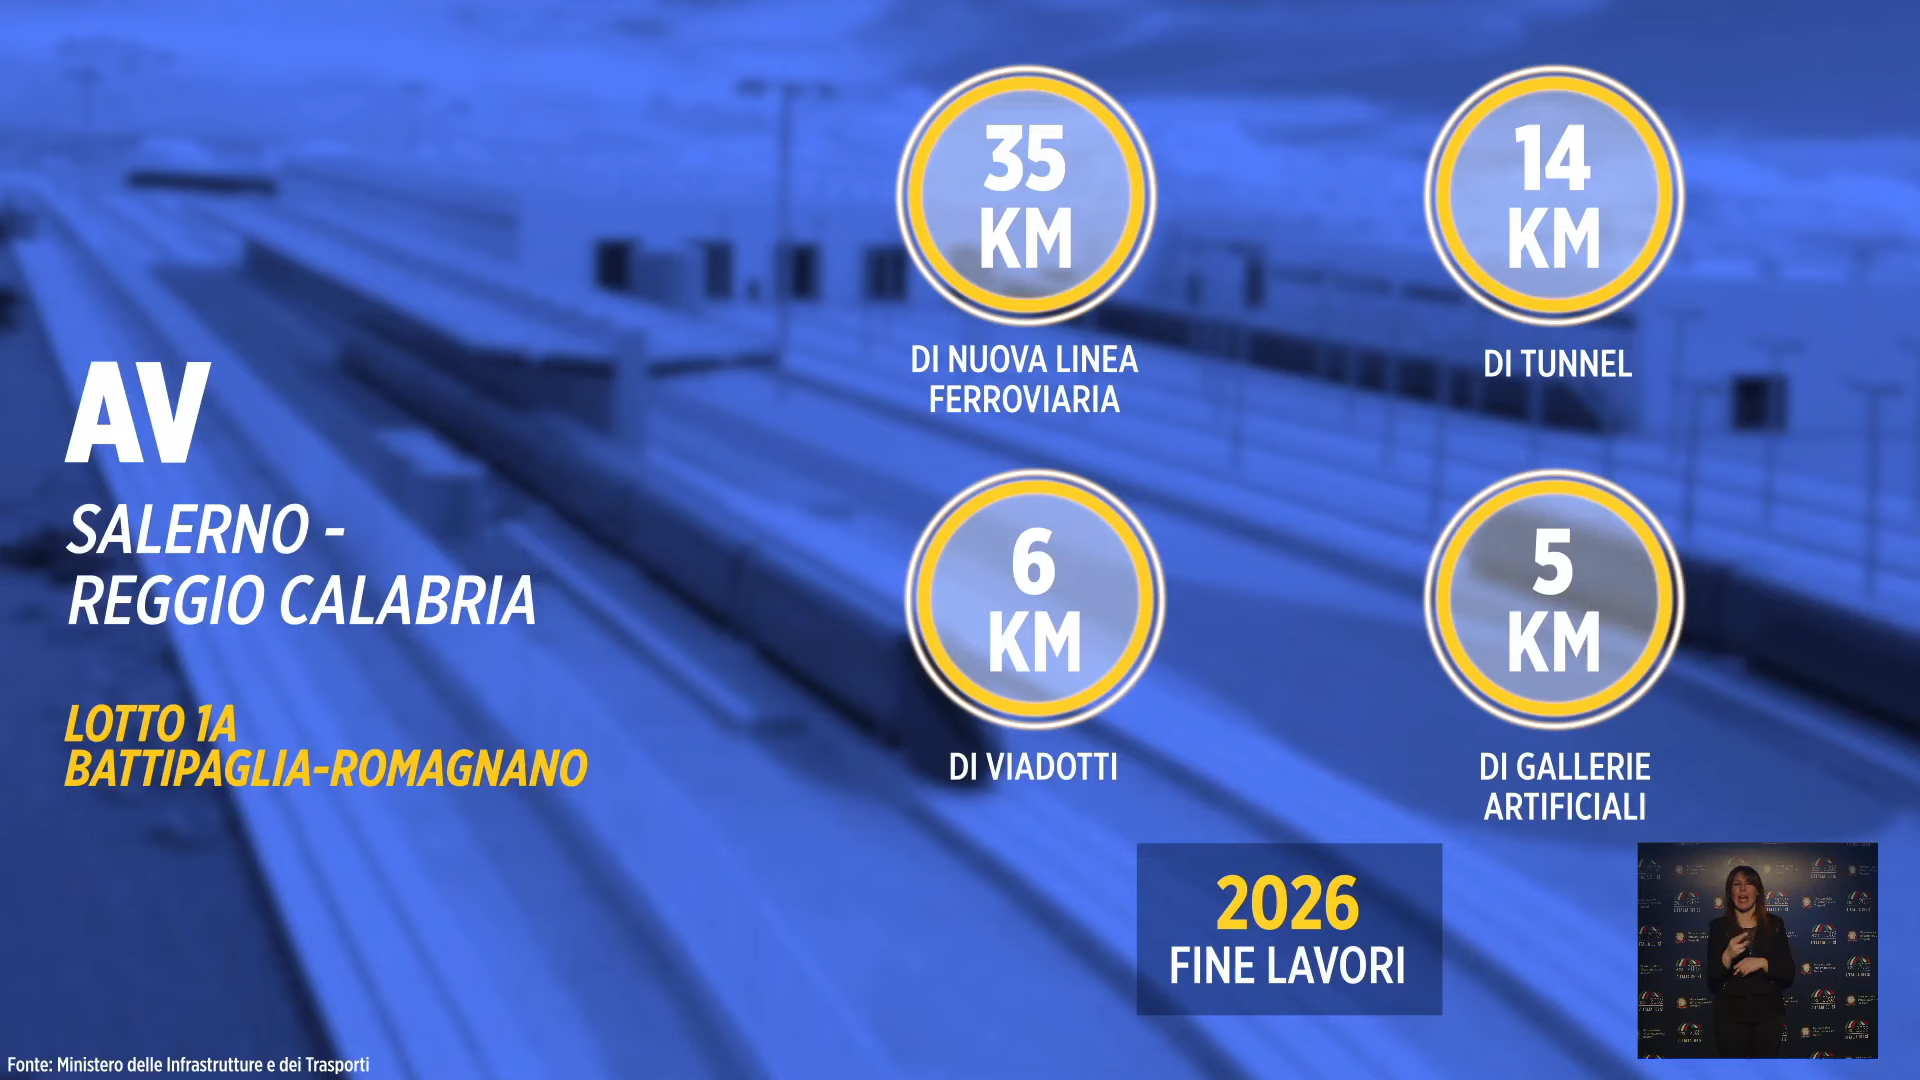 AV
SALERNO -
REGGIO CALABRIA
LOTTO 1A
BATTIPAGLIA-ROMAGNANO
35
KM
DI NUOVA LINEA
FERROVIARIA
14
KM
DI TUNNEL
6
KM
DI VIADOTTI
5
KM
DI GALLERIE
ARTIFICIALI
2026
FINE LAVORI
Fonte: Ministero delle Infrastrutture e dei Trasporti